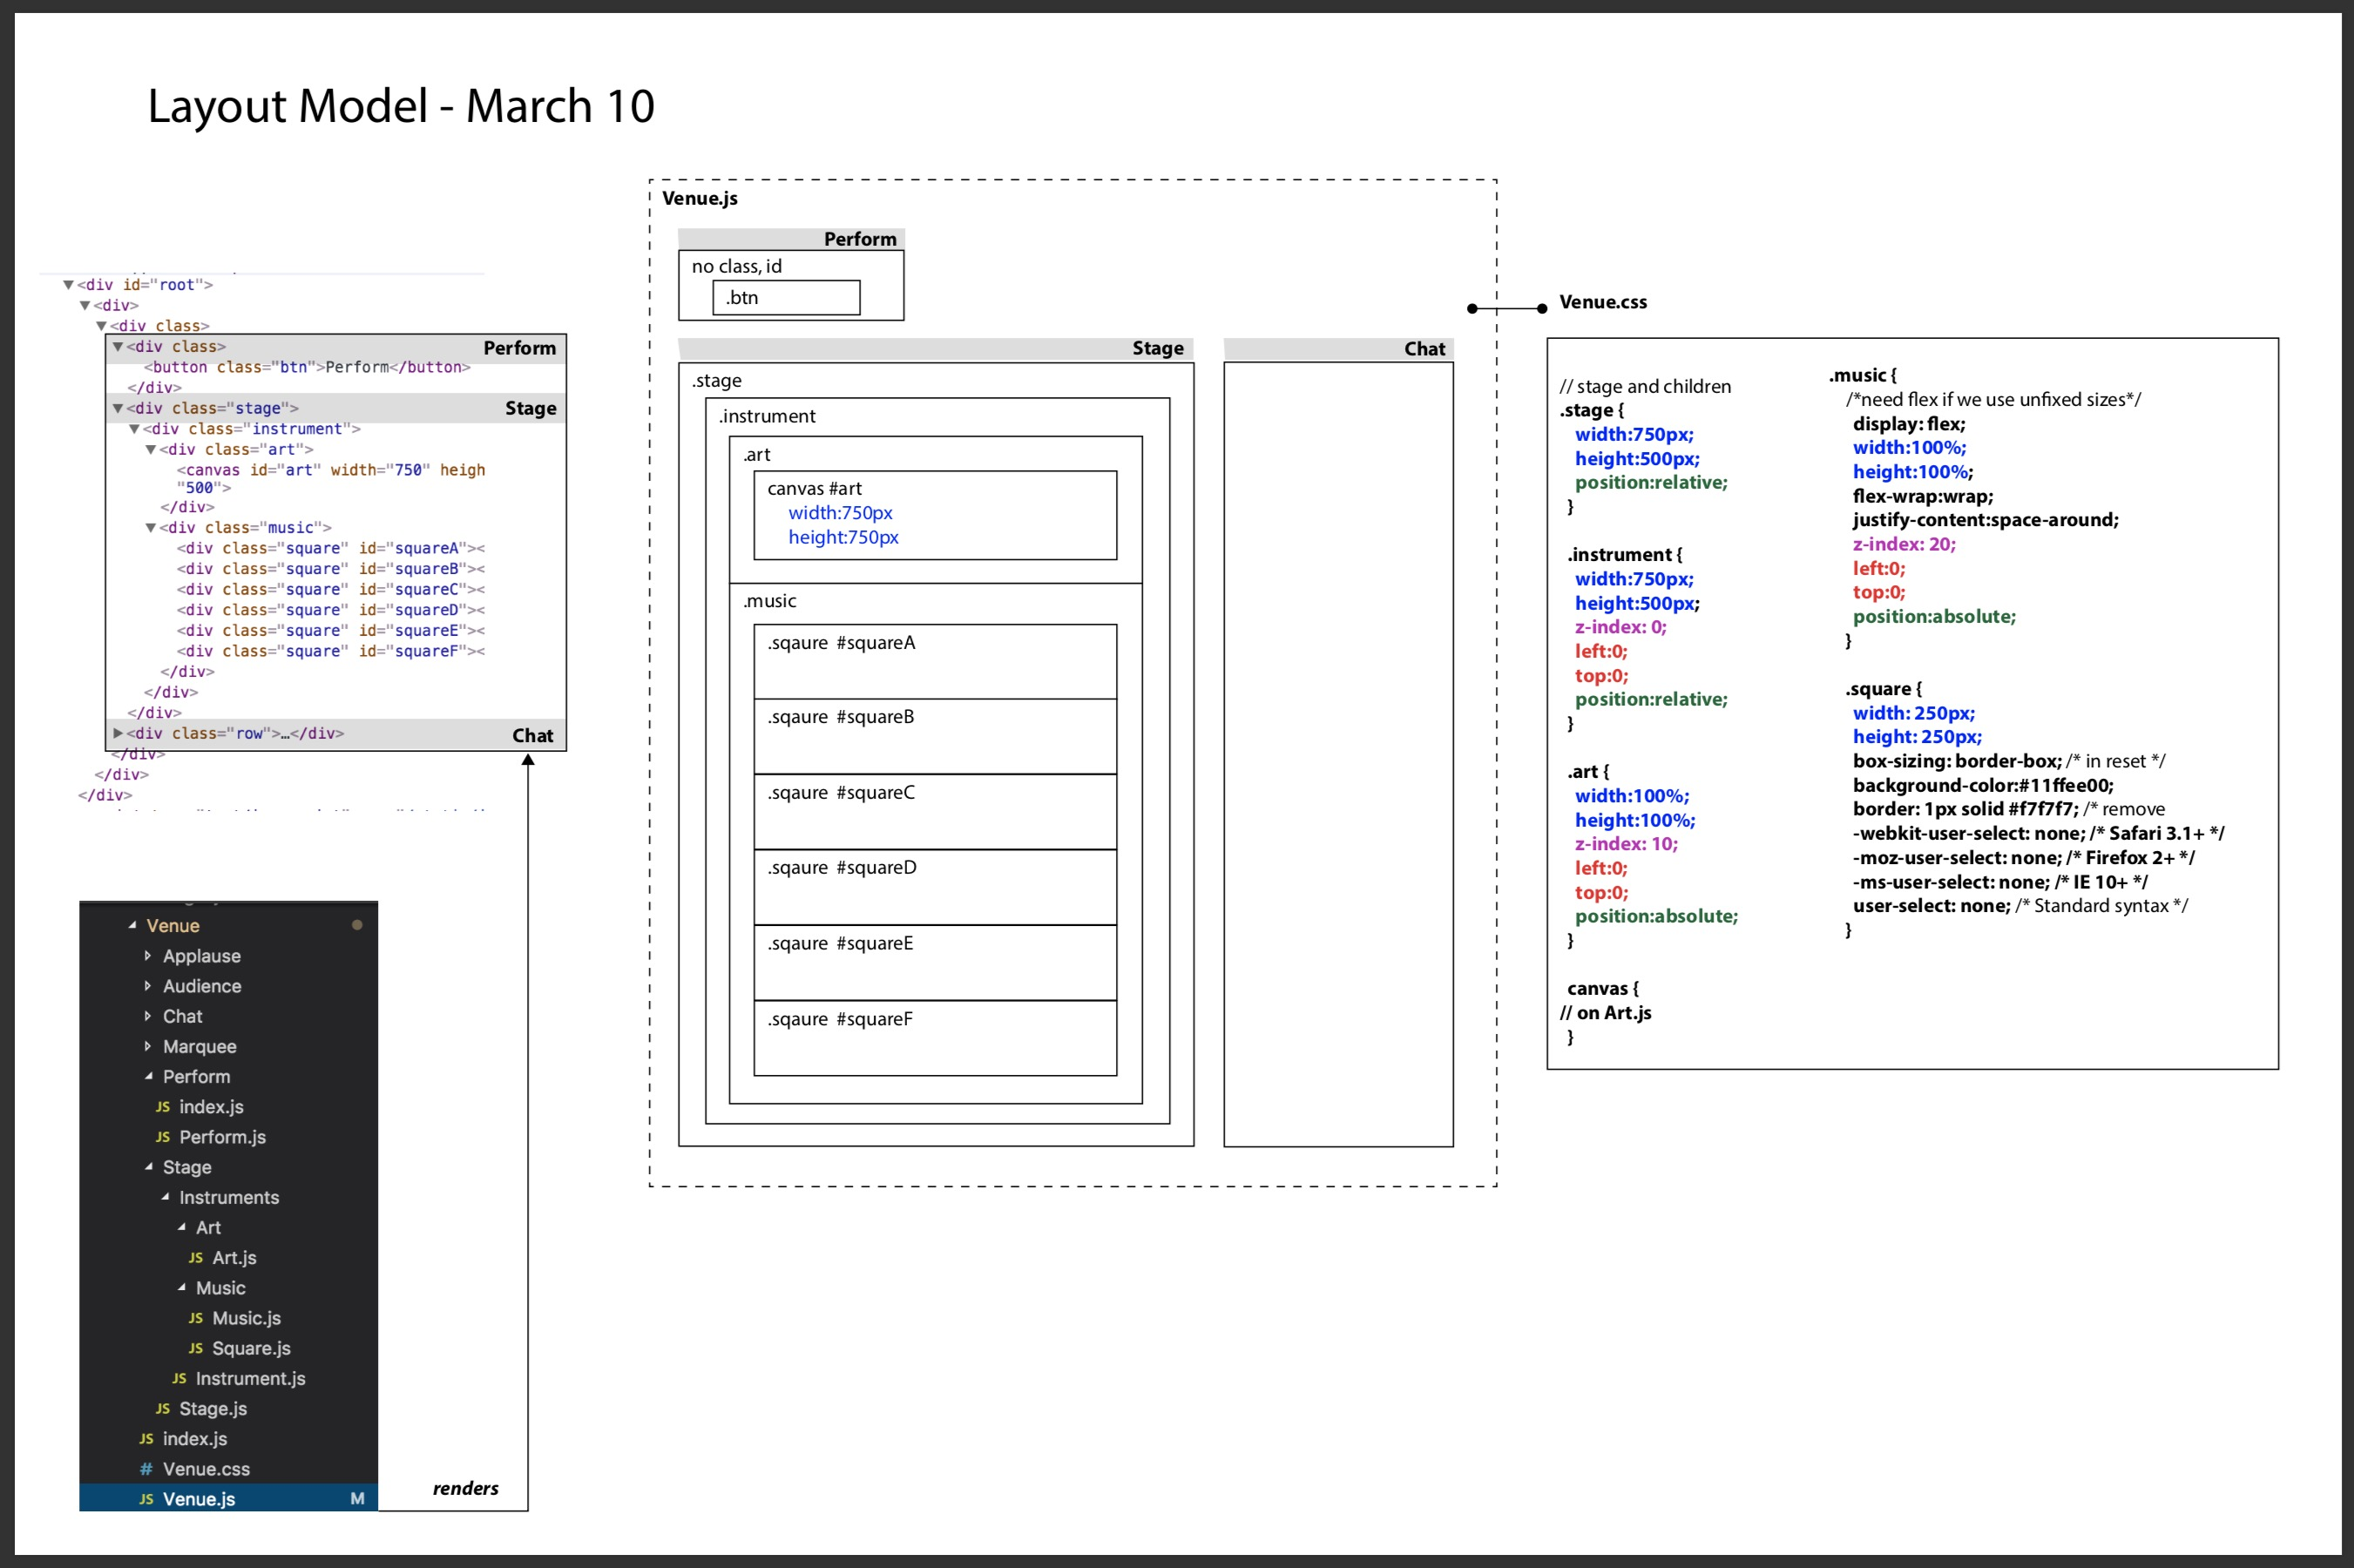 Layout Model - March 10
<div id="root">
<div>
<div class>
<div class> Perform
<button class="btn">Perform</button>
</div>
<div class="stage"> Stage
<div class="instrument">
<div class="art">
<canvas id="art" width="750" heigh
"500">
</div>
<div class="music">
<div class="square" id="squareA"><
<div class="square" id="squareB"><
<div class="square" id="squareC"><
<div class="square" id="squareD"><
<div class="square" id="squareE"><
<div class="square" id="squareF"><
</div>
</div>
</div>
<div class="row">…</div> Chat
</div>
</div>
</div>
Venue
Applause
Audience
Chat
Marquee
Perform
JS index.js
JS Perform.js
Stage
Instruments
Art
JS Art.js
Music
JS Music.js
JS Square.js
JS Instrument.js
JS Stage.js
JS index.js
# Venue.css
JS Venue.js M
renders
Venue.js
Perform
no class, id
.btn
Stage
.stage
.instrument
.art
canvas #art
width:750px
height:750px
.music
.sqaure #squareA
.sqaure #squareB
.sqaure #squareC
.sqaure #squareD
.sqaure #squareE
.sqaure #squareF
Chat
Venue.css
// stage and children
.stage {
width:750px;
height:500px;
position:relative;
}
.instrument {
width:750px;
height:500px;
z-index: 0;
left:0;
top:0;
position:relative;
}
.art {
width:100%;
height:100%;
z-index: 10;
left:0;
top:0;
position:absolute;
}
canvas {
// on Art.js
}
.music {
/*need flex if we use unfixed sizes*/
display: flex;
width:100%;
height:100%;
flex-wrap:wrap;
justify-content:space-around;
z-index: 20;
left:0;
top:0;
position:absolute;
}
.square {
width: 250px;
height: 250px;
box-sizing: border-box; /* in reset */
background-color:#11ffee00;
border: 1px solid #f7f7f7; /* remove
-webkit-user-select: none; /* Safari 3.1+ */
-moz-user-select: none; /* Firefox 2+ */
-ms-user-select: none; /* IE 10+ */
user-select: none; /* Standard syntax */
}